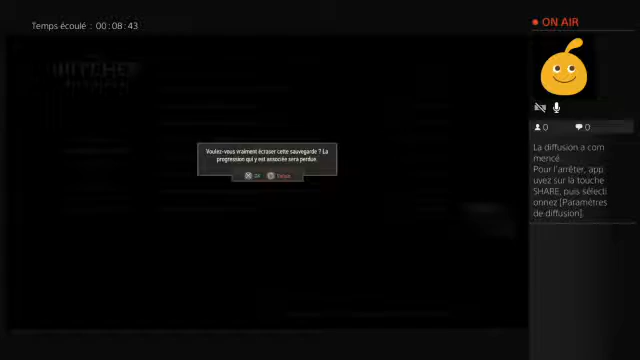 Temps écoulé : 00:08:43
ON AIR
0 0
Voulez-vous vraiment écraser cette sauvegarde ? La
progression qui y est associée sera perdue.
La diffusion a com
mencé.
Pour l'arrêter, app
uyez sur la touche
SHARE, puis sélecti
onnez [Paramètres
de diffusion].